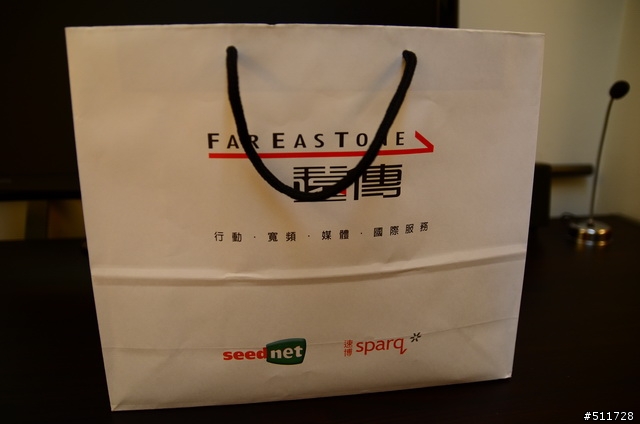 FAREASTONE
遠傳
行動．寬頻．媒體．國際服務
seednet
速博 sparq*
#511728